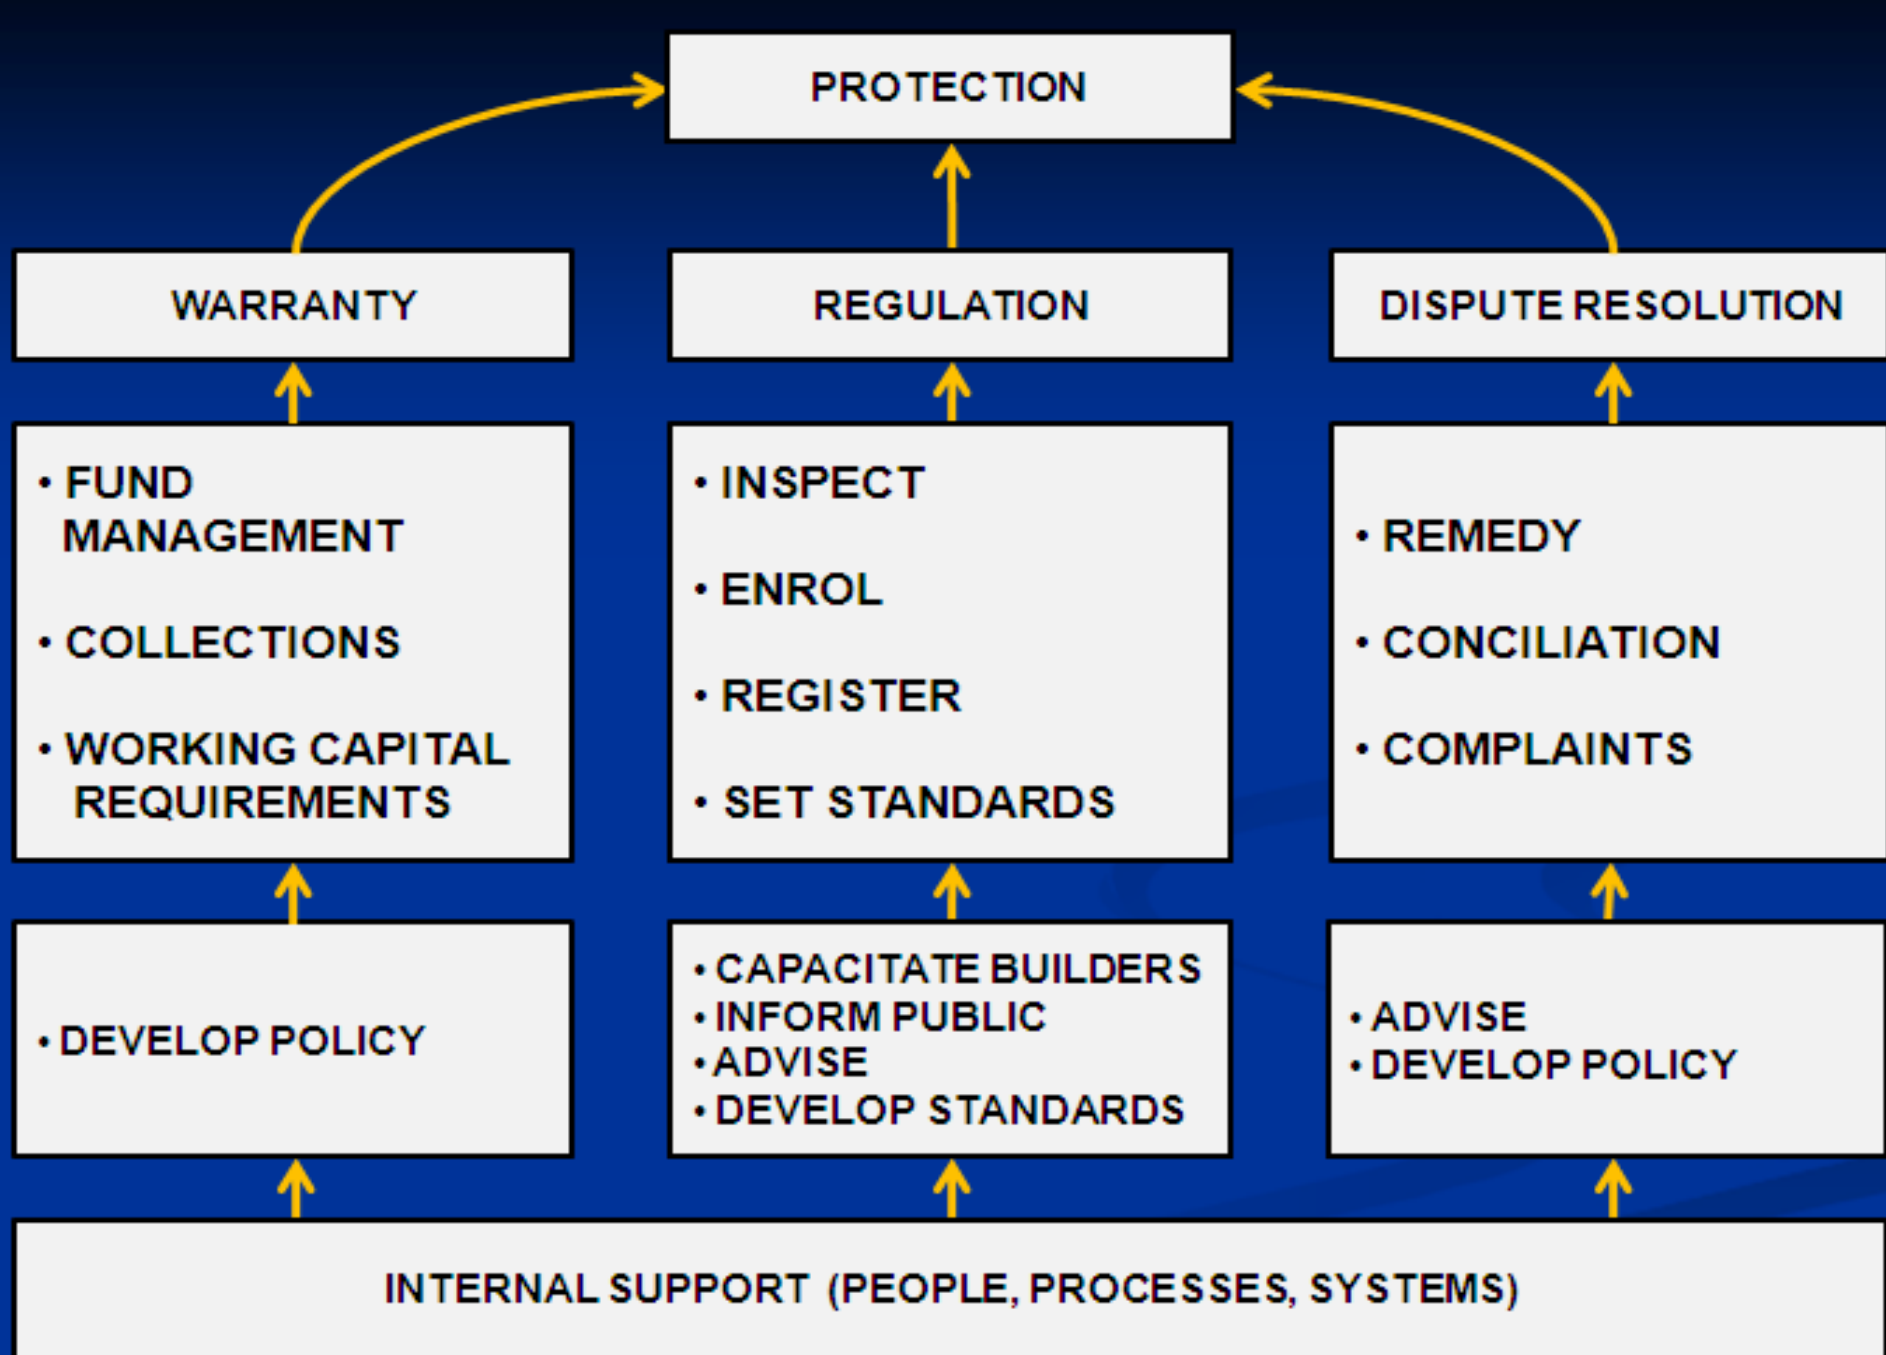 PROTECTION
WARRANTY
REGULATION
DISPUTE RESOLUTION
• FUND
MANAGEMENT
• COLLECTIONS
• WORKING CAPITAL
REQUIREMENTS
• INSPECT
• ENROL
• REGISTER
• SET STANDARDS
• REMEDY
• CONCILIATION
• COMPLAINTS
• DEVELOP POLICY
• CAPACITATE BUILDERS
• INFORM PUBLIC
• ADVISE
• DEVELOP STANDARDS
• ADVISE
• DEVELOP POLICY
INTERNAL SUPPORT (PEOPLE, PROCESSES, SYSTEMS)